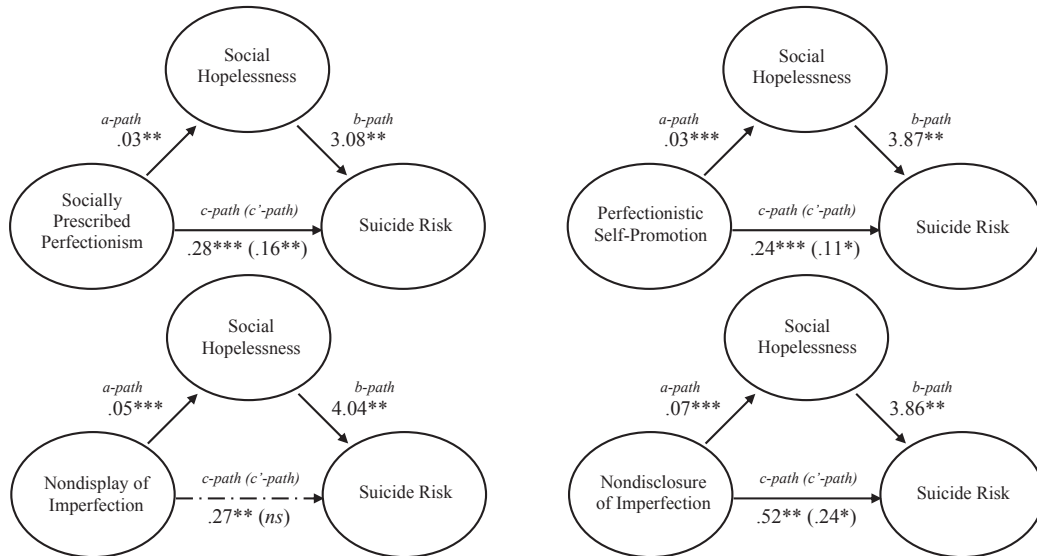 Social
Hopelessness
a-path
.03**
b-path
3.08**
Socially
Prescribed
Perfectionism
c-path (c'-path)
.28*** (.16**)
Suicide Risk
Social
Hopelessness
a-path
.03***
b-path
3.87**
Perfectionistic
Self-Promotion
c-path (c'-path)
.24*** (.11*)
Suicide Risk
Social
Hopelessness
a-path
.05***
b-path
4.04**
Nondisplay of
Imperfection
c-path (c'-path)
.27** (ns)
Suicide Risk
Social
Hopelessness
a-path
.07***
b-path
3.86**
Nondisclosure
of Imperfection
c-path (c'-path)
.52** (.24*)
Suicide Risk